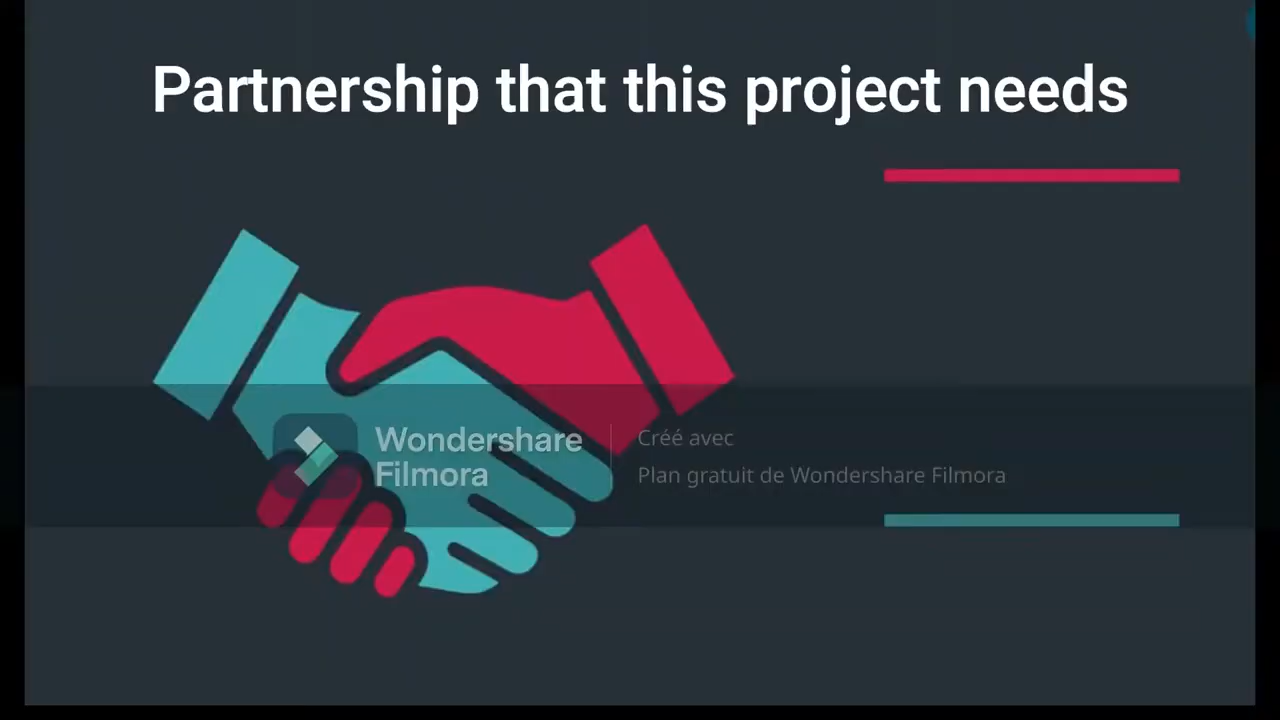 Partnership that this project needs
Wondershare
Filmora
Créé avec
Plan gratuit de Wondershare Filmora